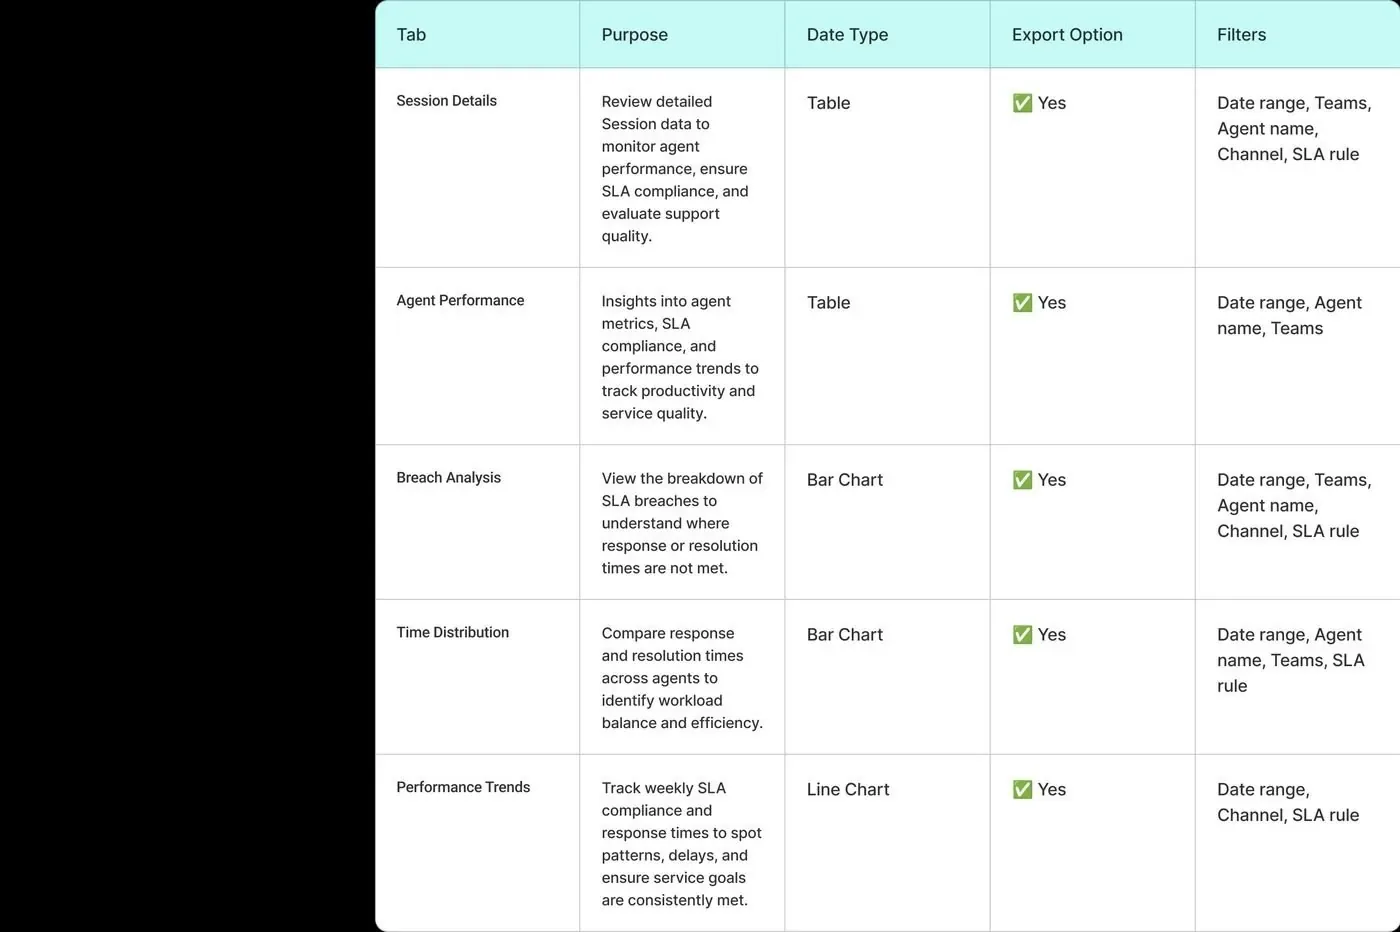 Tab Purpose Date Type Export Option Filters
Session Details
Review detailed
Session data to
monitor agent
performance, ensure
SLA compliance, and
evaluate support
quality.
Table
✅ Yes
Date range, Teams,
Agent name,
Channel, SLA rule
Agent Performance
Insights into agent
metrics, SLA
compliance, and
performance trends to
track productivity and
service quality.
Table
✅ Yes
Date range, Agent
name, Teams
Breach Analysis
View the breakdown of
SLA breaches to
understand where
response or resolution
times are not met.
Bar Chart
✅ Yes
Date range, Teams,
Agent name,
Channel, SLA rule
Time Distribution
Compare response
and resolution times
across agents to
identify workload
balance and efficiency.
Bar Chart
✅ Yes
Date range, Agent
name, Teams, SLA
rule
Performance Trends
Track weekly SLA
compliance and
response times to spot
patterns, delays, and
ensure service goals
are consistently met.
Line Chart
✅ Yes
Date range,
Channel, SLA rule